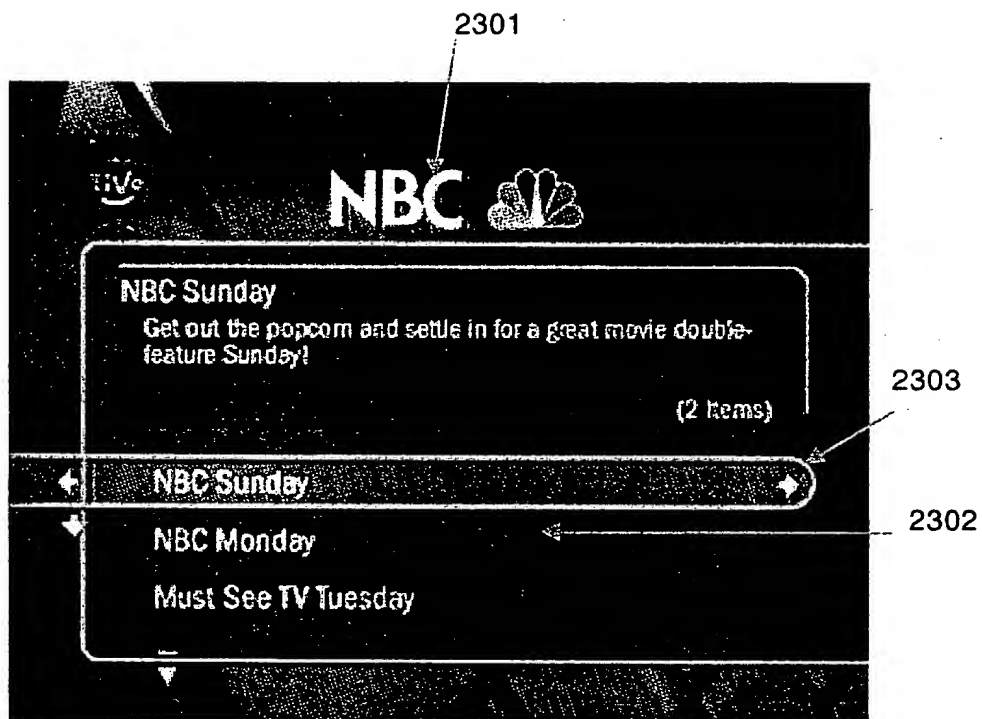 2301
TiVo
NBC
NBC Sunday
Get out the popcorn and settle in for a great movie double-
feature Sunday!
(2 Items)
2303
NBC Sunday
2302
NBC Monday
Must See TV Tuesday